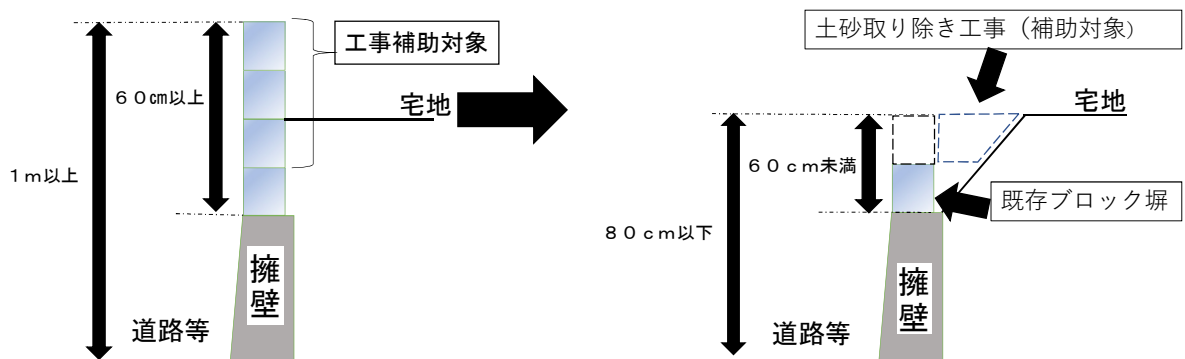 工事補助対象
60㎝以上
宅地
1m以上
擁
壁
道路等
土砂取り除き工事（補助対象)
宅地
60cm未満
既存ブロック塀
80cm以下
擁
壁
道路等